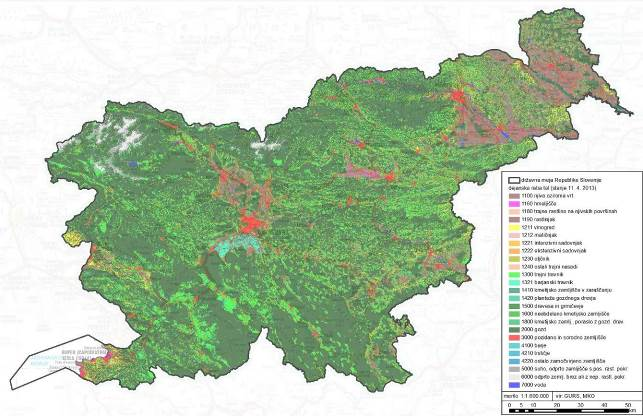 državna meja Republike Slovenije
dejanska raba tal (stanje 11. 4. 2013)
1100 njiva oziroma vrt
1160 hmeljišče
1180 trajne rastline na njivskih površinah
1190 rastlinjak
1211 vinograd
1212 matičnjak
1221 intenzivni sadovnjak
1222 ekstenzivni sadovnjak
1230 oljčnik
1240 ostali trajni nasadi
1300 trajni travnik
1321 barjanski travnik
1410 kmetijsko zemljišče v zaraščanju
1420 plantaža gozdnega drevja
1500 drevesa in grmičevje
1600 neobdelano kmetijsko zemljišče
1800 kmetijsko zemlj. poraslo z gozd. drev.
2000 gozd
3000 pozidano in sorodno zemljišče
4100 barje
4210 trstičje
4220 ostalo zamočvirjeno zemljišče
5000 suho, odprto zemljišče s pos. rast. pokr.
6000 odprto zemlj. brez ali z nep. rastl. pokr.
7000 voda
merilo 1:1.600.000 vir: GURS, MKO
0 5 10 20 30 40 50